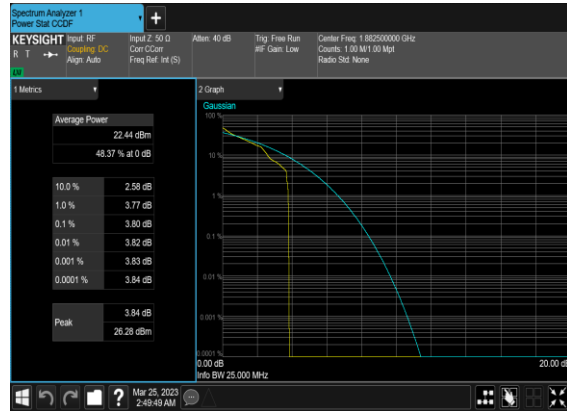 Spectrum Analyzer 1
Power Stat CCDF
KEYSIGHT
R T
LXI
Input: RF
Coupling: DC
Align: Auto
Input Z: 50 Ω
Corr CCorr
Freq Ref: Int (S)
Atten: 40 dB
Trig: Free Run
#IF Gain: Low
Center Freq: 1.882500000 GHz
Counts: 1.00 M/1.00 Mpt
Radio Std: None
1 Metrics
Average Power
22.44 dBm
48.37 % at 0 dB
10.0 % 2.58 dB
1.0 % 3.77 dB
0.1 % 3.80 dB
0.01 % 3.82 dB
0.001 % 3.83 dB
0.0001 % 3.84 dB
Peak
3.84 dB
26.28 dBm
2 Graph
Gaussian
100 %
10 %
1 %
0.1 %
0.01 %
0.001 %
0.0001 %
0.00 dB
20.00 dB
Info BW 25.000 MHz
?
Mar 25, 2023
2:49:49 AM